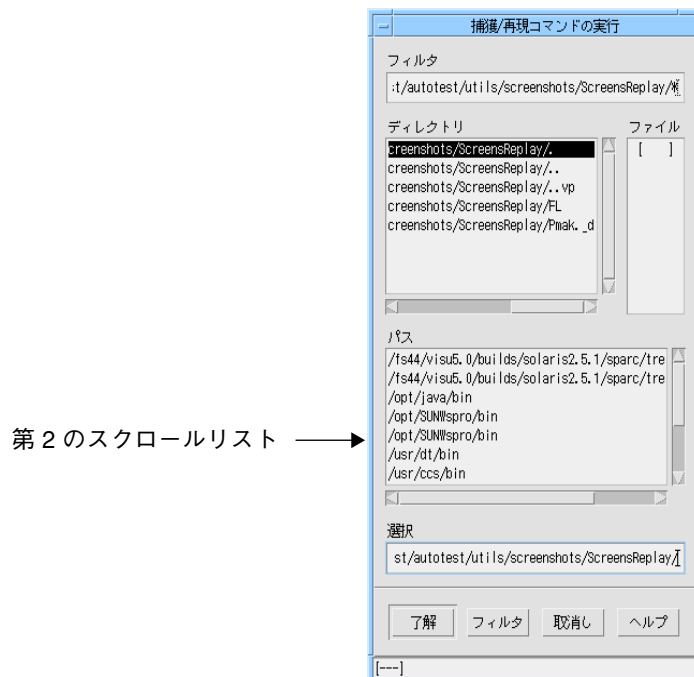 捕獲/再現コマンドの実行
フィルタ
:t/autotest/utils/screenshots/ScreensReplay/*
ディレクトリ
ファイル
creenshots/ScreensReplay/.
creenshots/ScreensReplay/..
creenshots/ScreensReplay/..vp
creenshots/ScreensReplay/FL
creenshots/ScreensReplay/Pmak._d
[ ]
パス
/fs44/visu5.0/builds/solaris2.5.1/sparc/tre
/fs44/visu5.0/builds/solaris2.5.1/sparc/tre
/opt/java/bin
/opt/SUNWspro/bin
/opt/SUNWspro/bin
/usr/dt/bin
/usr/ccs/bin
第 2 のスクロールリスト
選択
st/autotest/utils/screenshots/ScreensReplay/
了解
フィルタ
取消し
ヘルプ
[---]